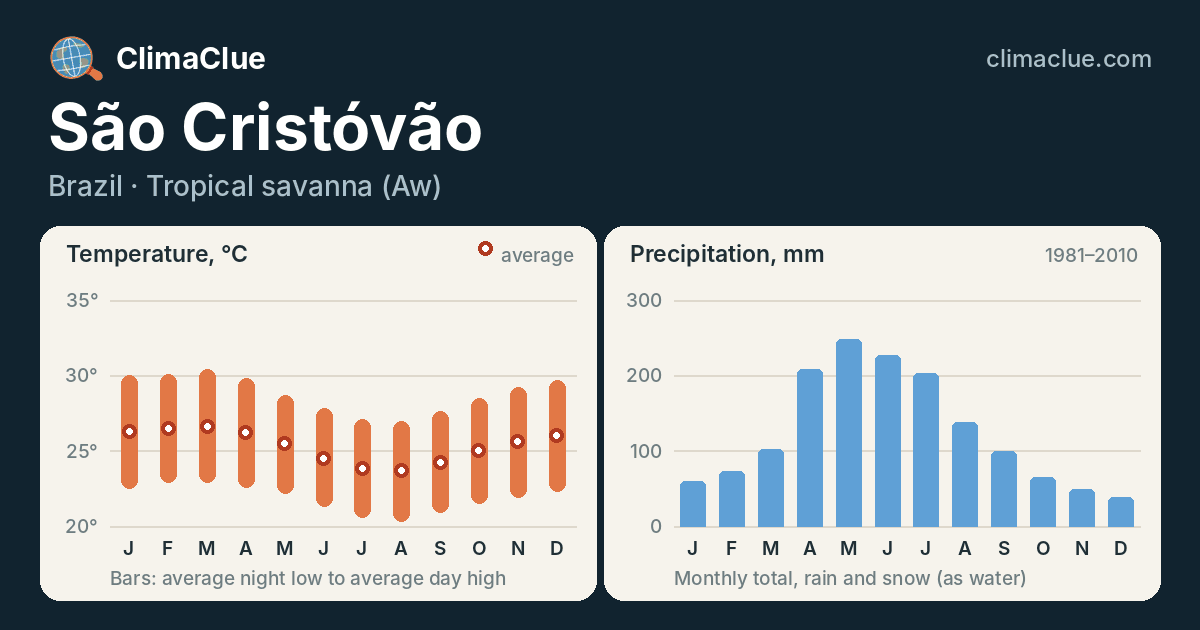 ClimaClue
climaclue.com
São Cristóvão
Brazil · Tropical savanna (Aw)
Temperature, °C
average
35°
30°
25°
20°
J F M A M J J A S O N D
Bars: average night low to average day high
Precipitation, mm
1981–2010
300
200
100
0
J F M A M J J A S O N D
Monthly total, rain and snow (as water)